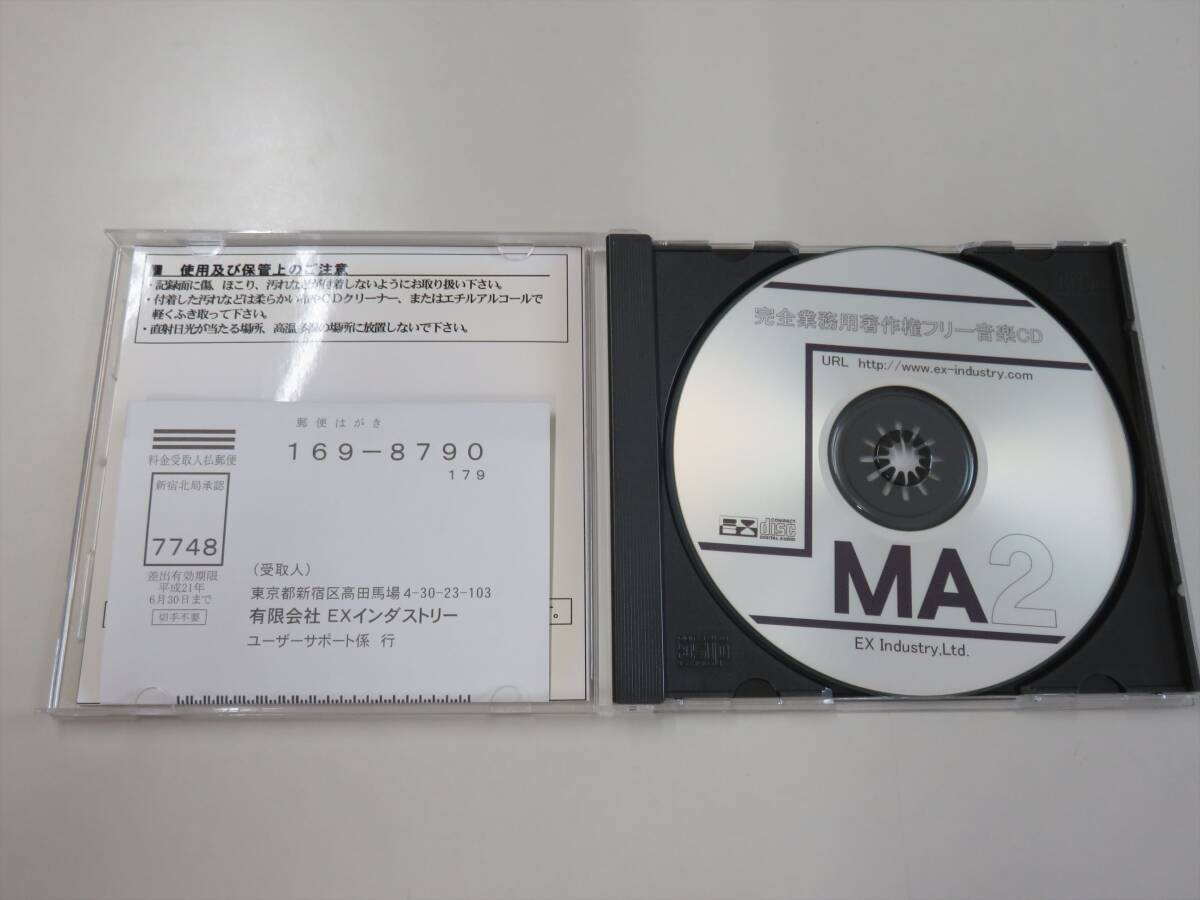 ■ 使用及び保管上のご注意
・記録面に傷、ほこり、汚れなどが付着しないようにお取り扱い下さい。
・付着した汚れなどは柔らかい布やCDクリーナー、またはエチルアルコールで
軽くふき取って下さい。
・直射日光が当たる場所、高温 の場所に放置しないで下さい。
郵便はがき
169-8790
179
料金受取人払郵便
新宿北局承認
7748
差出有効期限
平成21年
6月30日まで
切手不要
(受取人)
東京都新宿区高田馬場4-30-23-103
有限会社 EXインダストリー
ユーザーサポート係 行
す。
完全業務用著作権フリー音楽CD
URL http://www.ex-industry.com
EX
COMPACT
disc
DIGITAL AUDIO
MA2
EX Industry,Ltd.